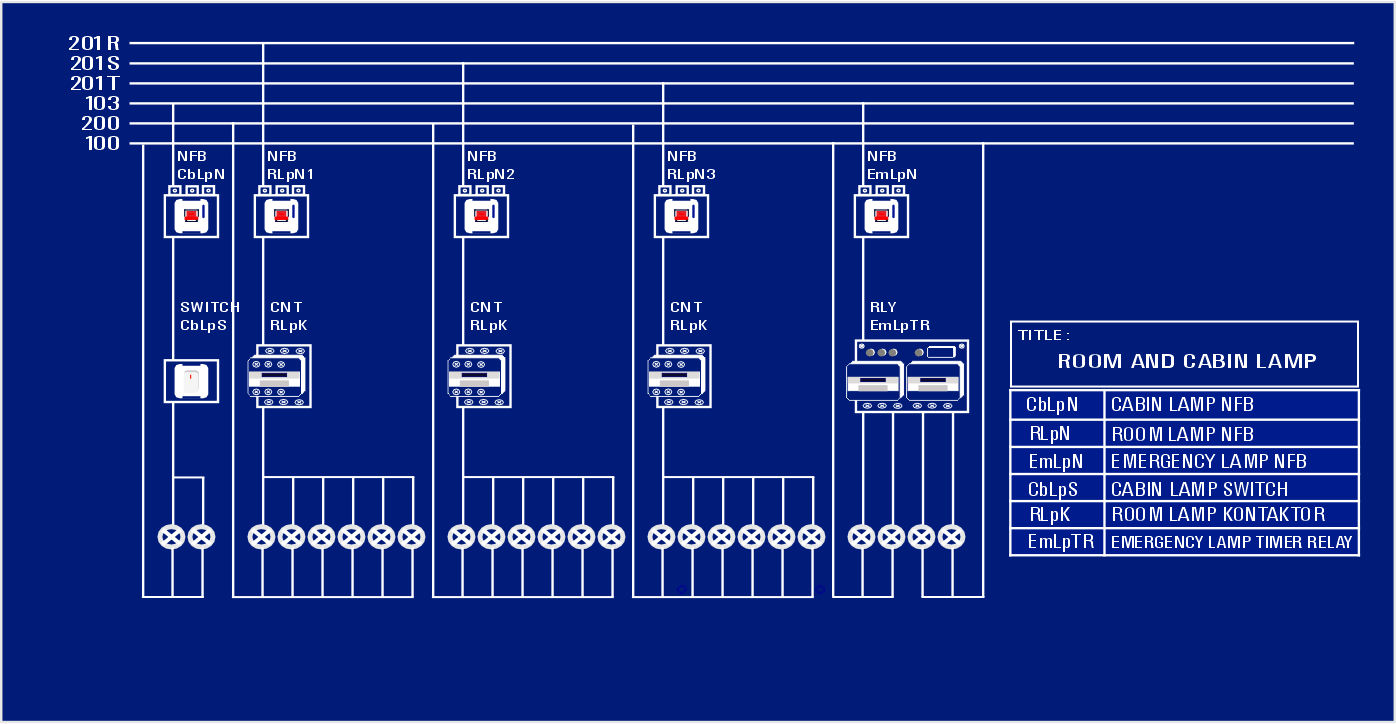 201R
201S
201T
103
200
100
NFB
CbLpN
NFB
RLpN1
NFB
RLpN2
NFB
RLpN3
NFB
EmLpN
SWITCH
CbLpS
CNT
RLpK
CNT
RLpK
CNT
RLpK
RLY
EmLpTR
TITLE :
ROOM AND CABIN LAMP
CbLpN CABIN LAMP NFB
RLpN ROOM LAMP NFB
EmLpN EMERGENCY LAMP NFB
CbLpS CABIN LAMP SWITCH
RLpK ROOM LAMP KONTAKTOR
EmLpTR EMERGENCY LAMP TIMER RELAY